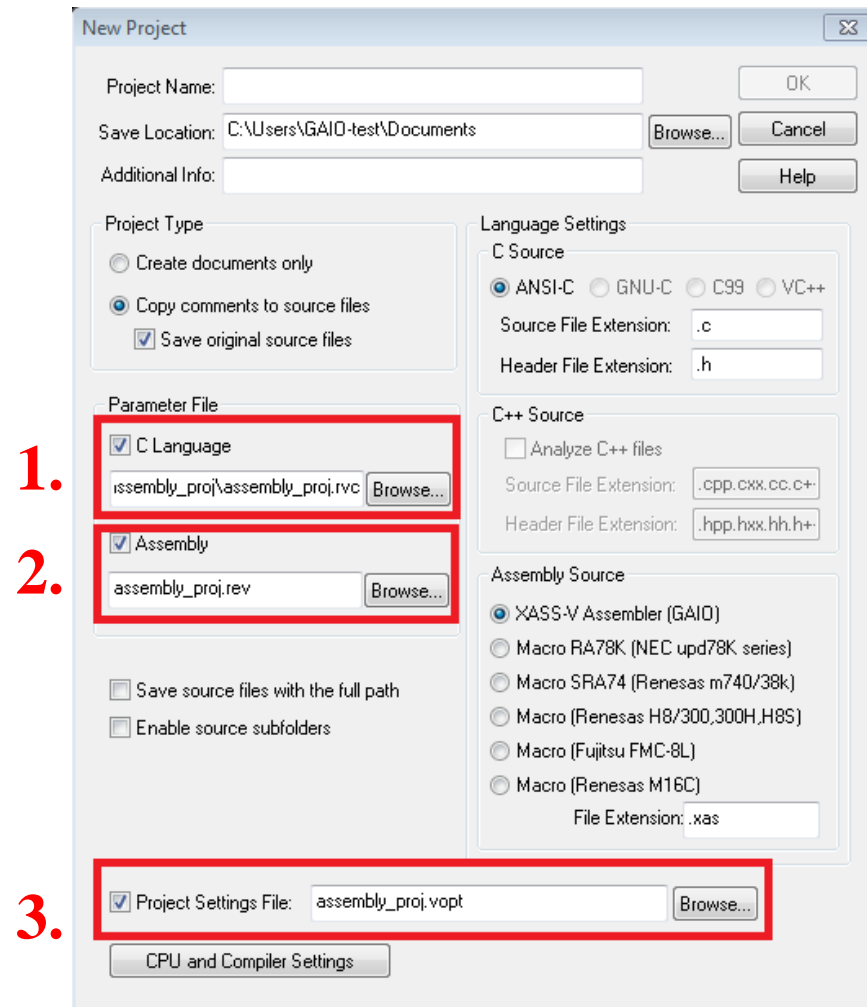 New Project
Project Name:
OK
Save Location: C:\Users\GAIO-test\Documents Browse... Cancel
Additional Info:
Help
Project Type
Create documents only
Copy comments to source files
Save original source files
Language Settings
C Source
ANSI-C GNU-C C99 VC++
Source File Extension: .c
Header File Extension: .h
Parameter File
1.
C Language
ssembly_proj\assembly_proj.rvc Browse...
2.
Assembly
assembly_proj.rev Browse...
C++ Source
Analyze C++ files
Source File Extension: .cpp.cxx.cc.c+
Header File Extension: .hpp.hxx.hh.h+
Save source files with the full path
Enable source subfolders
Assembly Source
XASS-V Assembler (GAIO)
Macro RA78K (NEC upd78K series)
Macro SRA74 (Renesas m740/38k)
Macro (Renesas H8/300,300H,H8S)
Macro (Fujitsu FMC-8L)
Macro (Renesas M16C)
File Extension: .xas
3.
Project Settings File: assembly_proj.vopt Browse...
CPU and Compiler Settings